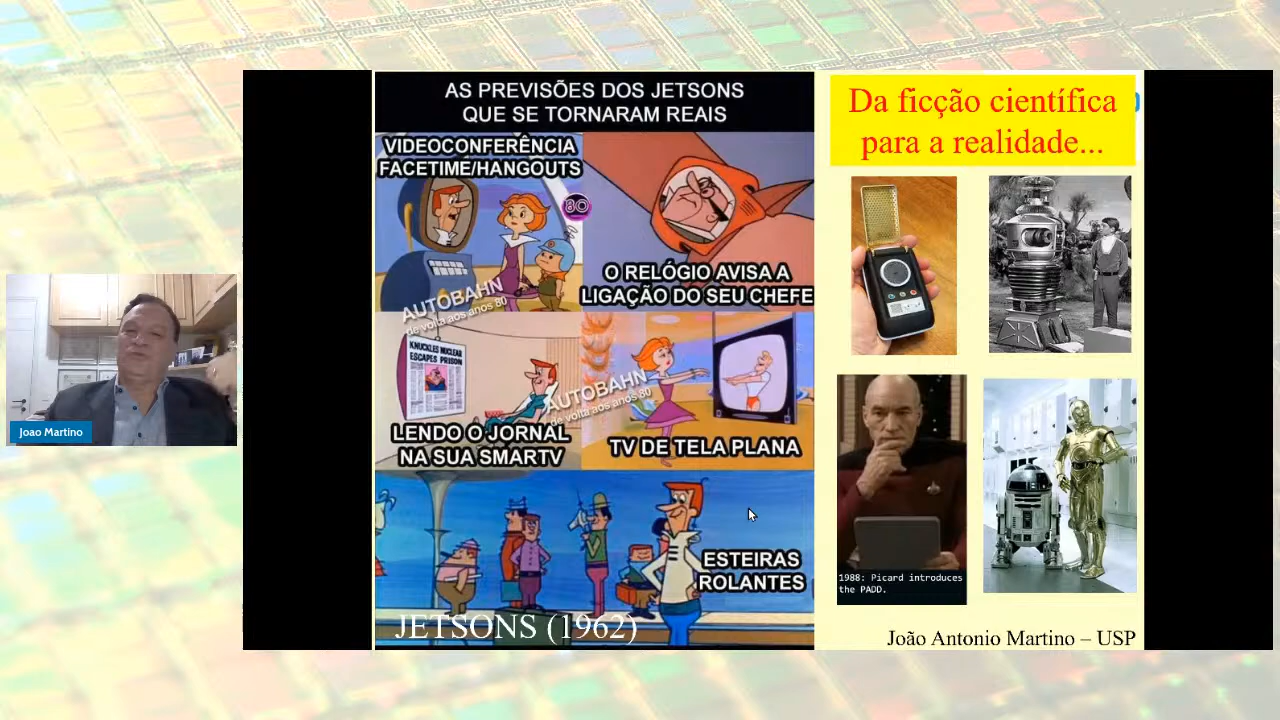 AS PREVISÕES DOS JETSONS
QUE SE TORNARAM REAIS
VIDEOCONFERÊNCIA
FACETIME/HANGOUTS
80
O RELÓGIO AVISA A
LIGAÇÃO DO SEU CHEFE
AUTOBAHN
de volta aos anos 80
KNUCKLES NUCLEAR
ESCAPES PRISON
LENDO O JORNAL
NA SUA SMARTV
AUTOBAHN
de volta aos anos 80
TV DE TELA PLANA
ESTEIRAS
ROLANTES
JETSONS (1962)
Da ficção científica
para a realidade...
1988: Picard introduces
the PADD.
João Antonio Martino – USP
Joao Martino